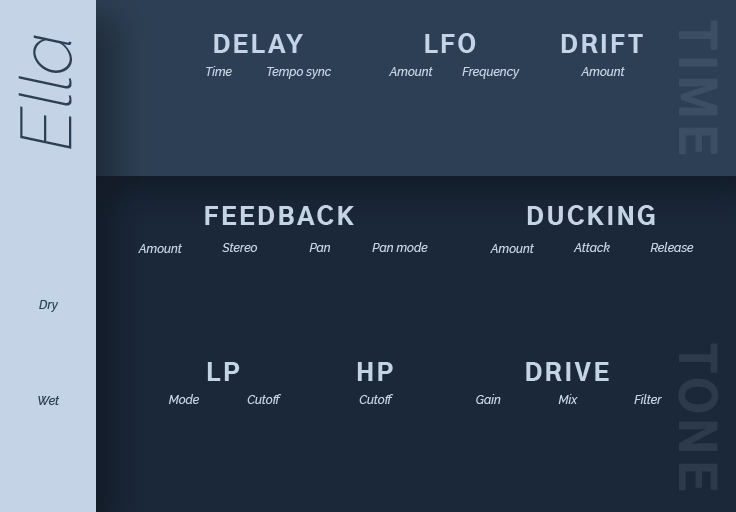 Ella
DELAY LFO DRIFT
Time Tempo sync Amount Frequency Amount
TIME
FEEDBACK DUCKING
Amount Stereo Pan Pan mode Amount Attack Release
Dry
LP HP DRIVE
Mode Cutoff Cutoff Gain Mix Filter
Wet
TONE